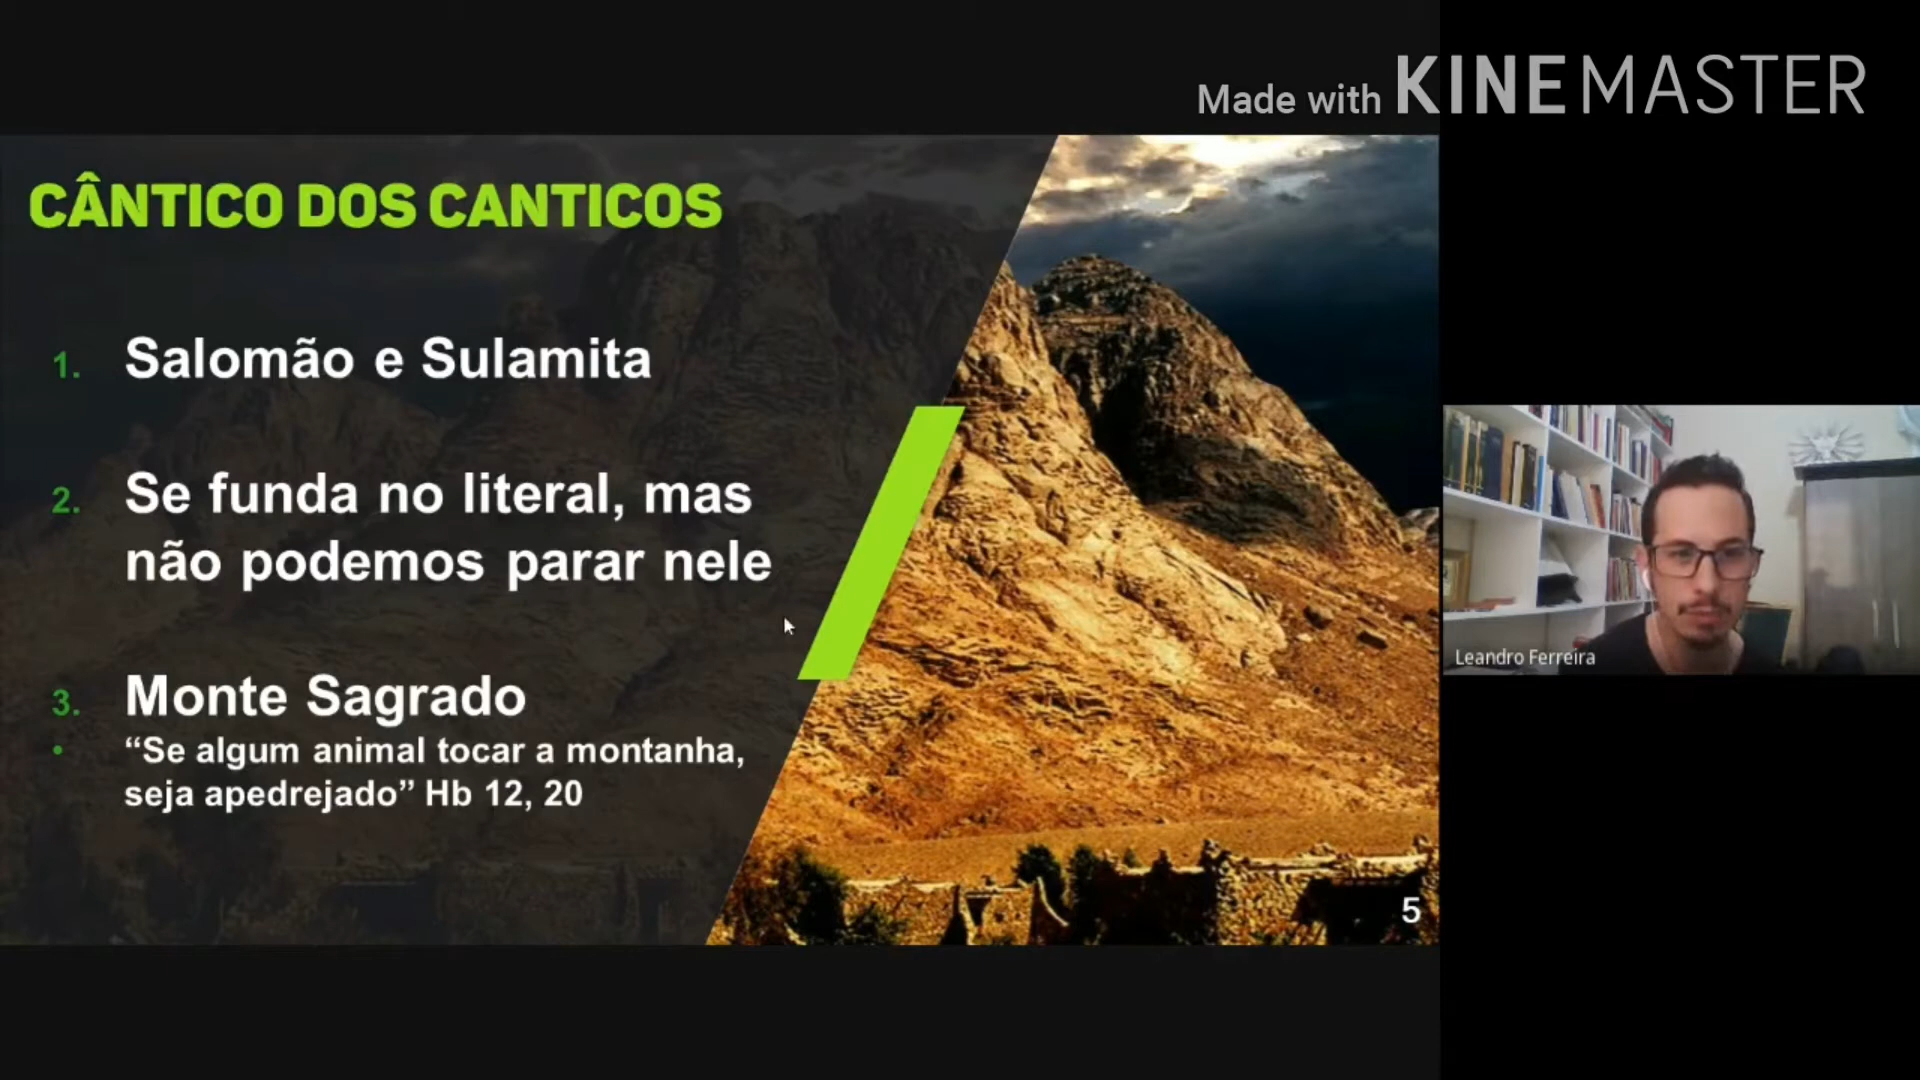 Made with KINEMASTER
CÂNTICO DOS CANTICOS
1. Salomão e Sulamita
2. Se funda no literal, mas
não podemos parar nele
3. Monte Sagrado
• “Se algum animal tocar a montanha,
seja apedrejado” Hb 12, 20
5
Leandro Ferreira